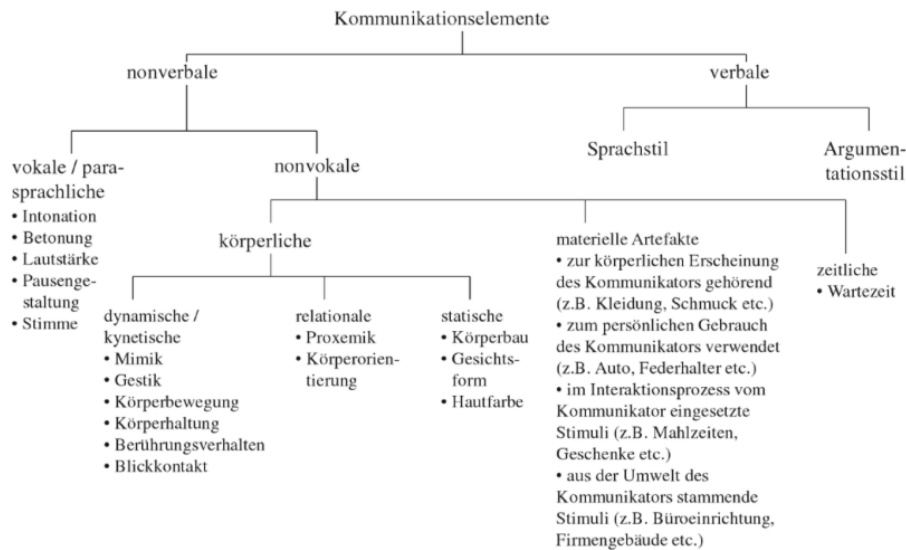 Kommunikationselemente
nonverbale
verbale
vokale / para-
sprachliche
• Intonation
• Betonung
• Lautstärke
• Pausenge-
staltung
• Stimme
nonvokale
Sprachstil
Argumen-
tationsstil
körperliche
dynamische /
kynetische
• Mimik
• Gestik
• Körperbewegung
• Körperhaltung
• Berührungsverhalten
• Blickkontakt
relationale
• Proxemik
• Körperorien-
tierung
statische
• Körperbau
• Gesichts-
form
• Hautfarbe
materielle Artefakte
• zur körperlichen Erscheinung
des Kommunikators gehörend
(z.B. Kleidung, Schmuck etc.)
• zum persönlichen Gebrauch
des Kommunikators verwendet
(z.B. Auto, Federhalter etc.)
• im Interaktionsprozess vom
Kommunikator eingesetzte
Stimuli (z.B. Mahlzeiten,
Geschenke etc.)
• aus der Umwelt des
Kommunikators stammende
Stimuli (z.B. Büroeinrichtung,
Firmengebäude etc.)
zeitliche
• Wartezeit